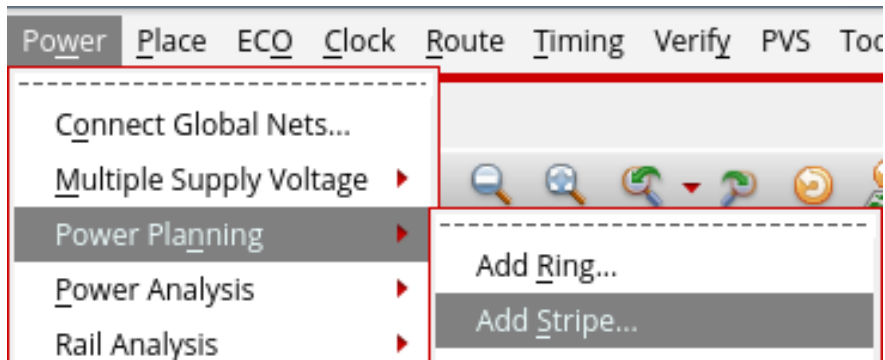 Power Place ECO Clock Route Timing Verify PVS
Connect Global Nets...
Multiple Supply Voltage
Power Planning
Add Ring...
Power Analysis
Add Stripe...
Rail Analysis